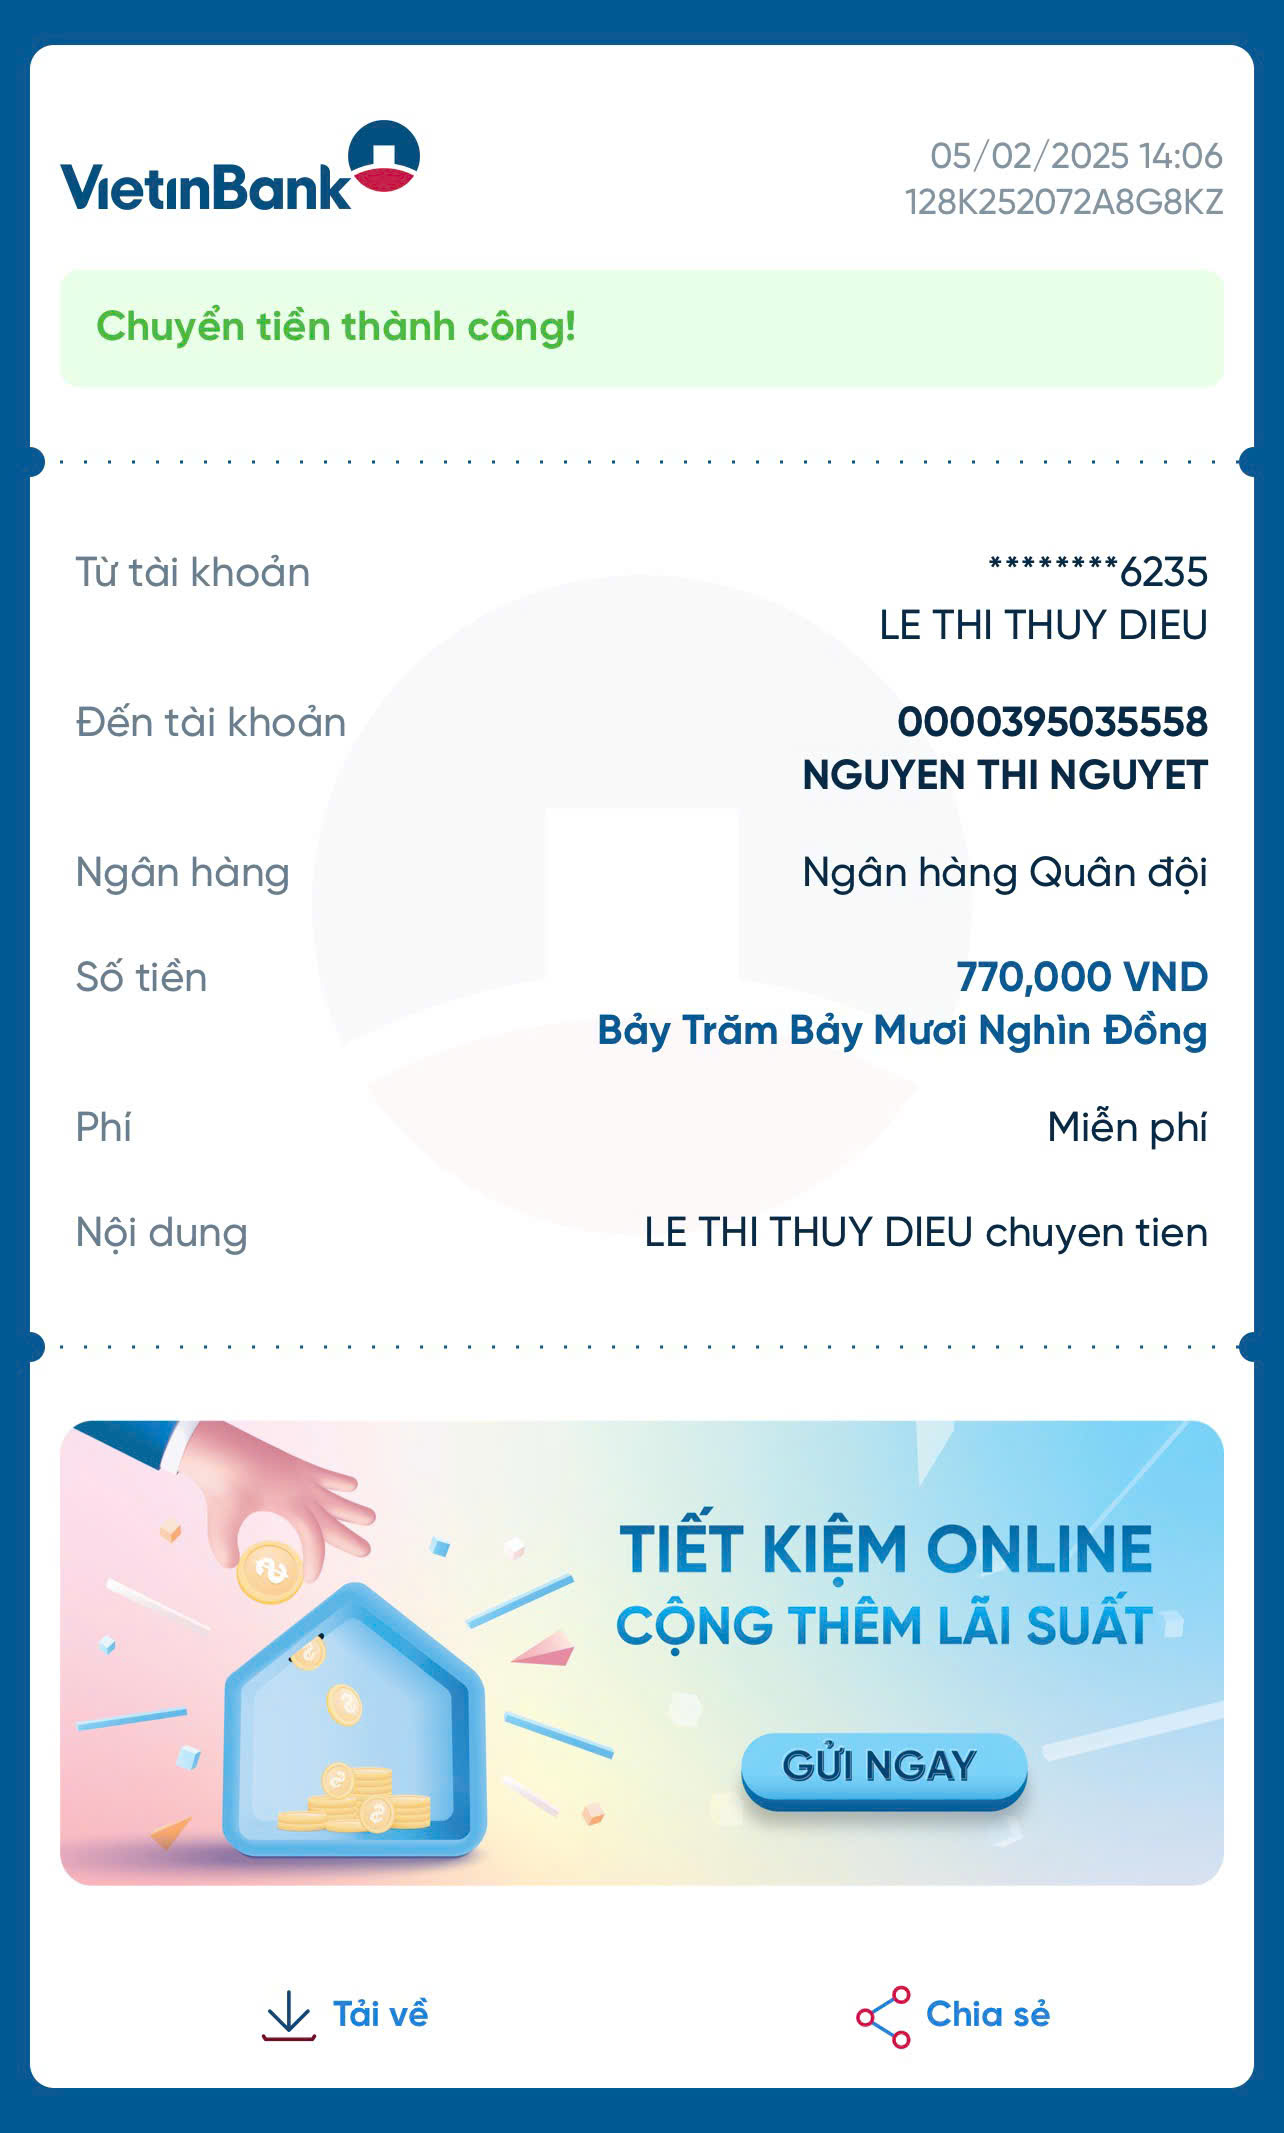 VietinBank
05/02/2025 14:06
128K252072A8G8KZ
Chuyển tiền thành công!
Từ tài khoản
********6235
LE THI THUY DIEU
Đến tài khoản
0000395035558
NGUYEN THI NGUYET
Ngân hàng
Ngân hàng Quân đội
Số tiền
770,000 VND
Bảy Trăm Bảy Mươi Nghìn Đồng
Phí
Miễn phí
Nội dung
LE THI THUY DIEU chuyen tien
TIẾT KIỆM ONLINE
CỘNG THÊM LÃI SUẤT
GỬI NGAY
Tải về
Chia sẻ